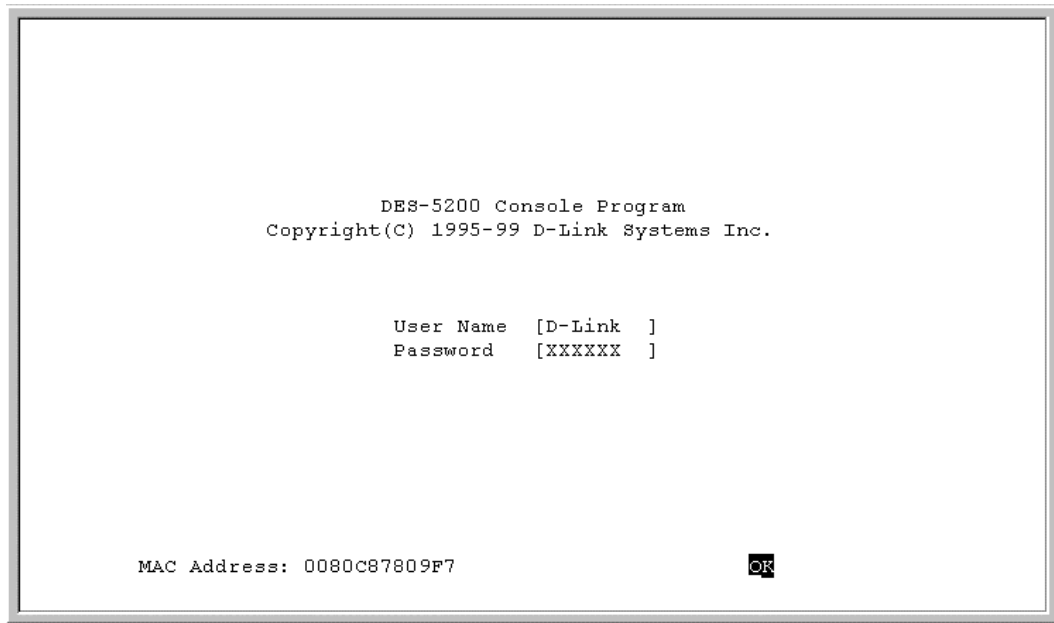 DES-5200 Console Program
Copyright(C) 1995-99 D-Link Systems Inc.
User Name [D-Link ]
Password [XXXXXX ]
MAC Address: 0080C87809F7 OK